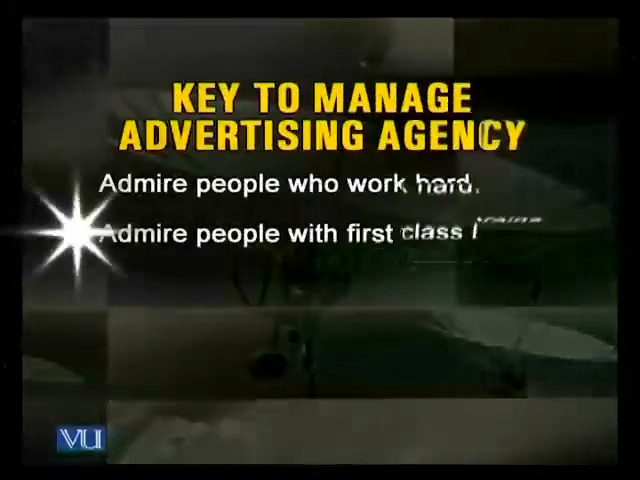 KEY TO MANAGE
ADVERTISING AGENCY
Admire people who work hard.
Admire people with first class
VU